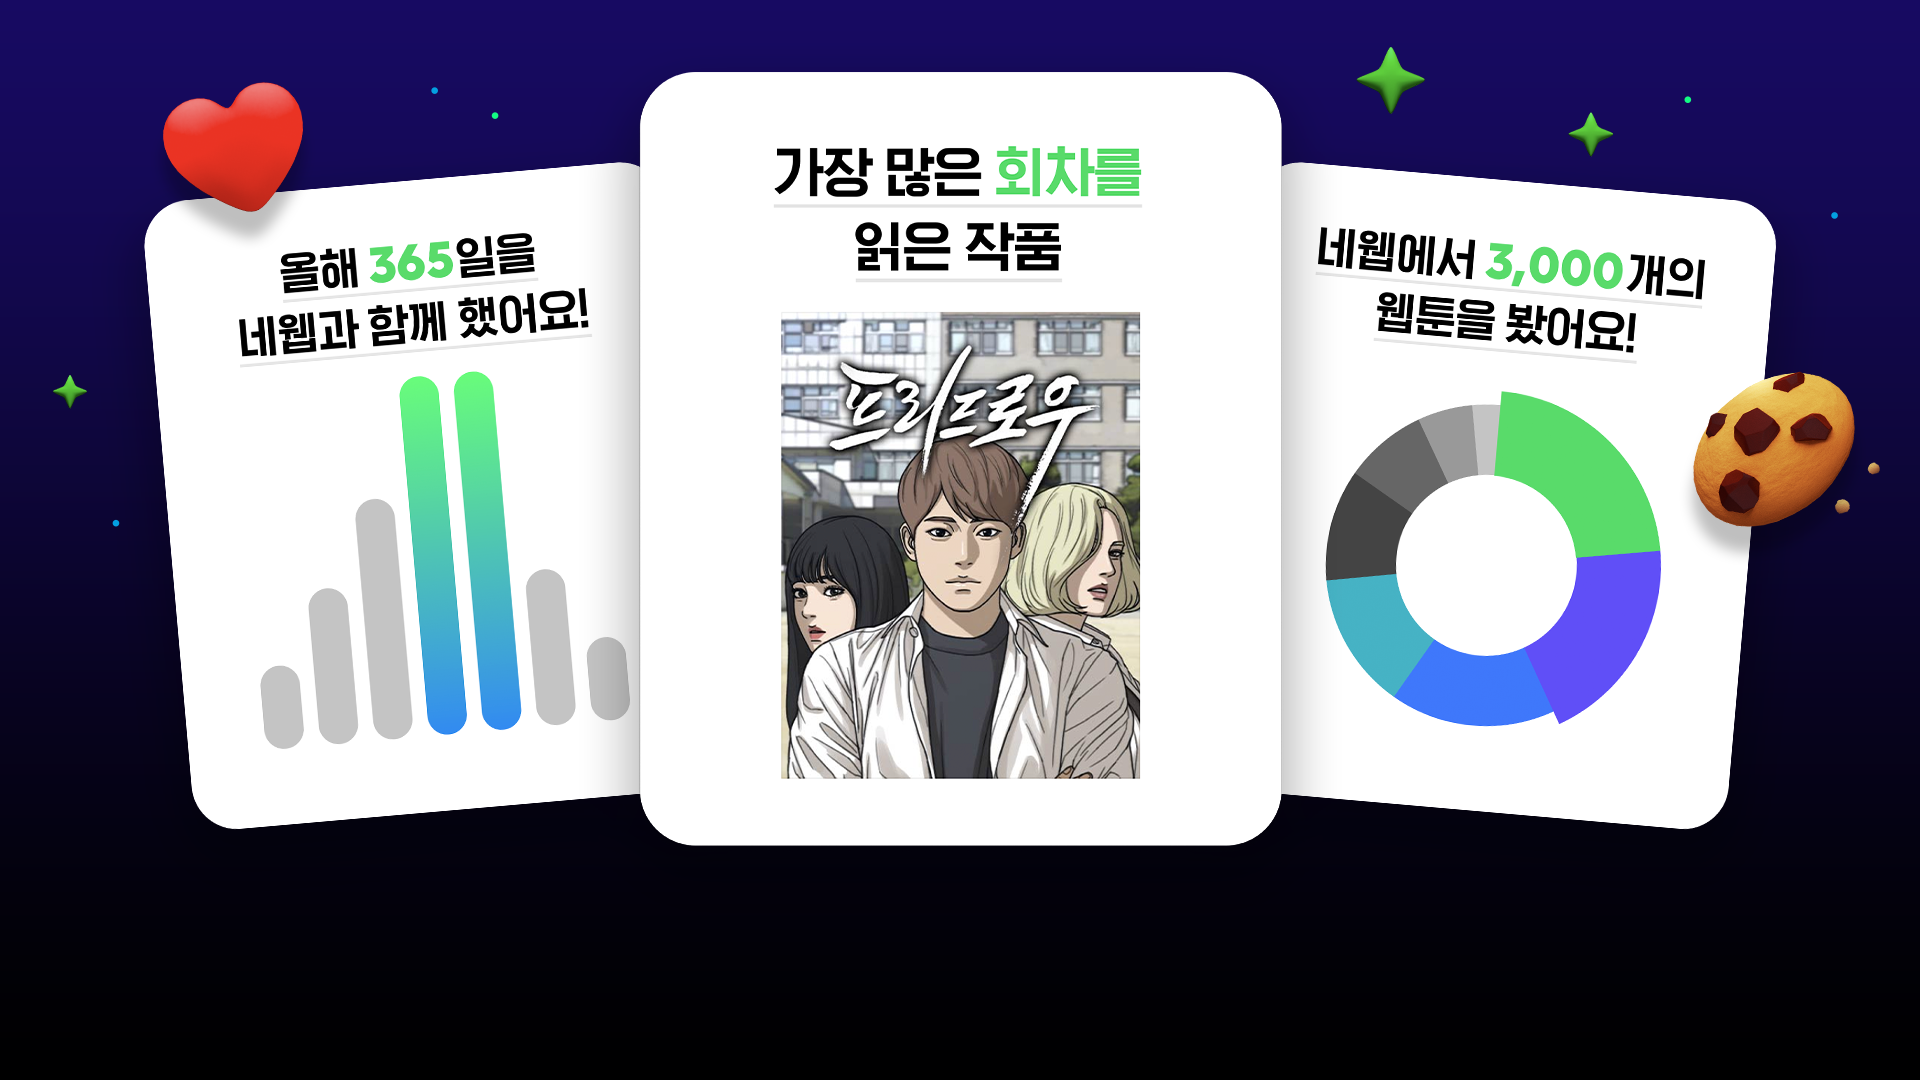 올해 365일을
네웹과 함께 했어요!
가장 많은 회차를
읽은 작품
프리드로우
네웹에서 3,000개의
웹툰을 봤어요!